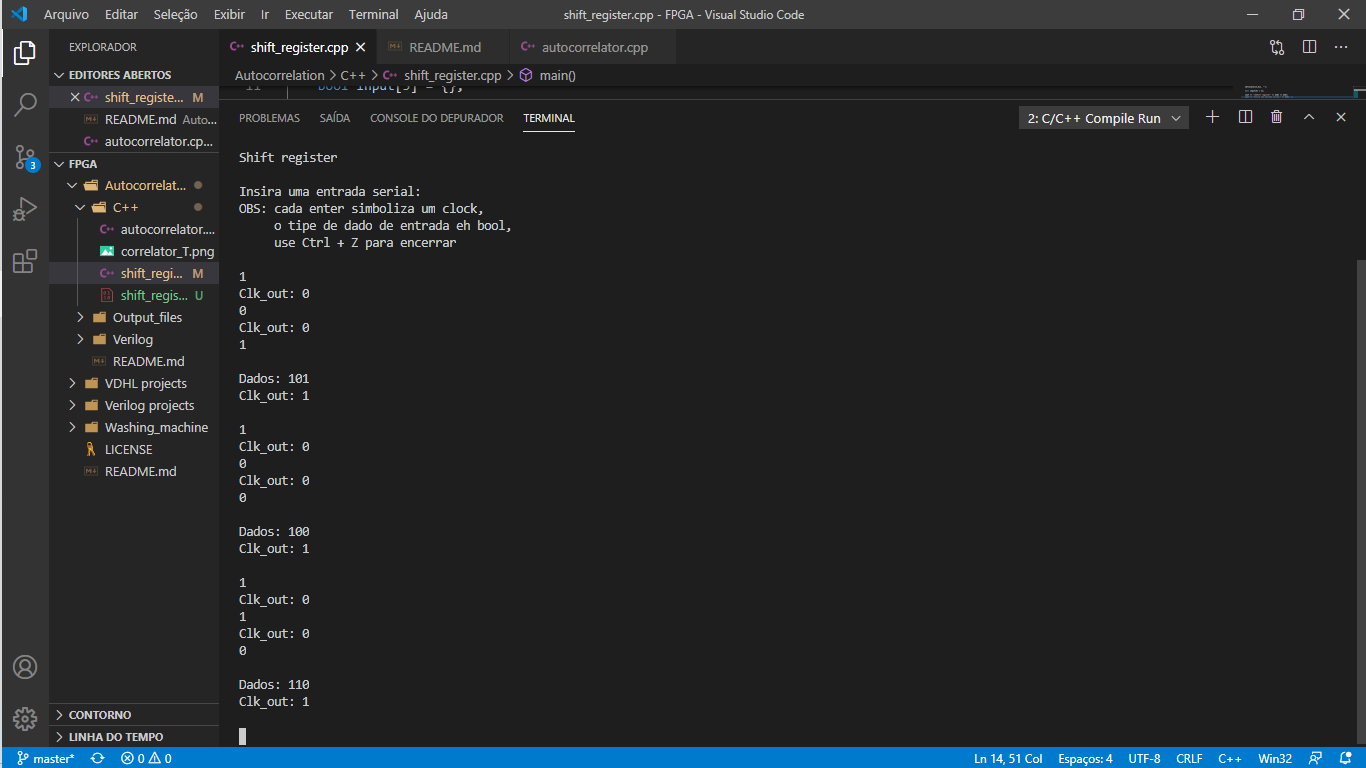 Arquivo Editar Seleção Exibir Ir Executar Terminal Ajuda shift_register.cpp - FPGA - Visual Studio Code
EXPLORADOR
EDITORES ABERTOS
shift_registe... M
README.md Auto...
autocorrelator.cp...
FPGA
Autocorrelat...
C++
autocorrelator....
correlator_T.png
shift_regi... M
shift_regis... U
Output_files
Verilog
README.md
VDHL projects
Verilog projects
Washing_machine
LICENSE
README.md
CONTORNO
LINHA DO TEMPO
3
shift_register.cpp README.md autocorrelator.cpp
Autocorrelation > C++ > shift_register.cpp > main()
11 bool input[3] = {};
PROBLEMAS SAÍDA CONSOLE DO DEPURADOR TERMINAL 2: C/C++ Compile Run
Shift register
Insira uma entrada serial:
OBS: cada enter simboliza um clock,
o tipe de dado de entrada eh bool,
use Ctrl + Z para encerrar
1
Clk_out: 0
0
Clk_out: 0
1
Dados: 101
Clk_out: 1
1
Clk_out: 0
0
Clk_out: 0
0
Dados: 100
Clk_out: 1
1
Clk_out: 0
1
Clk_out: 0
0
Dados: 110
Clk_out: 1
master* 0 0 Ln 14, 51 Col Espaços: 4 UTF-8 CRLF C++ Win32